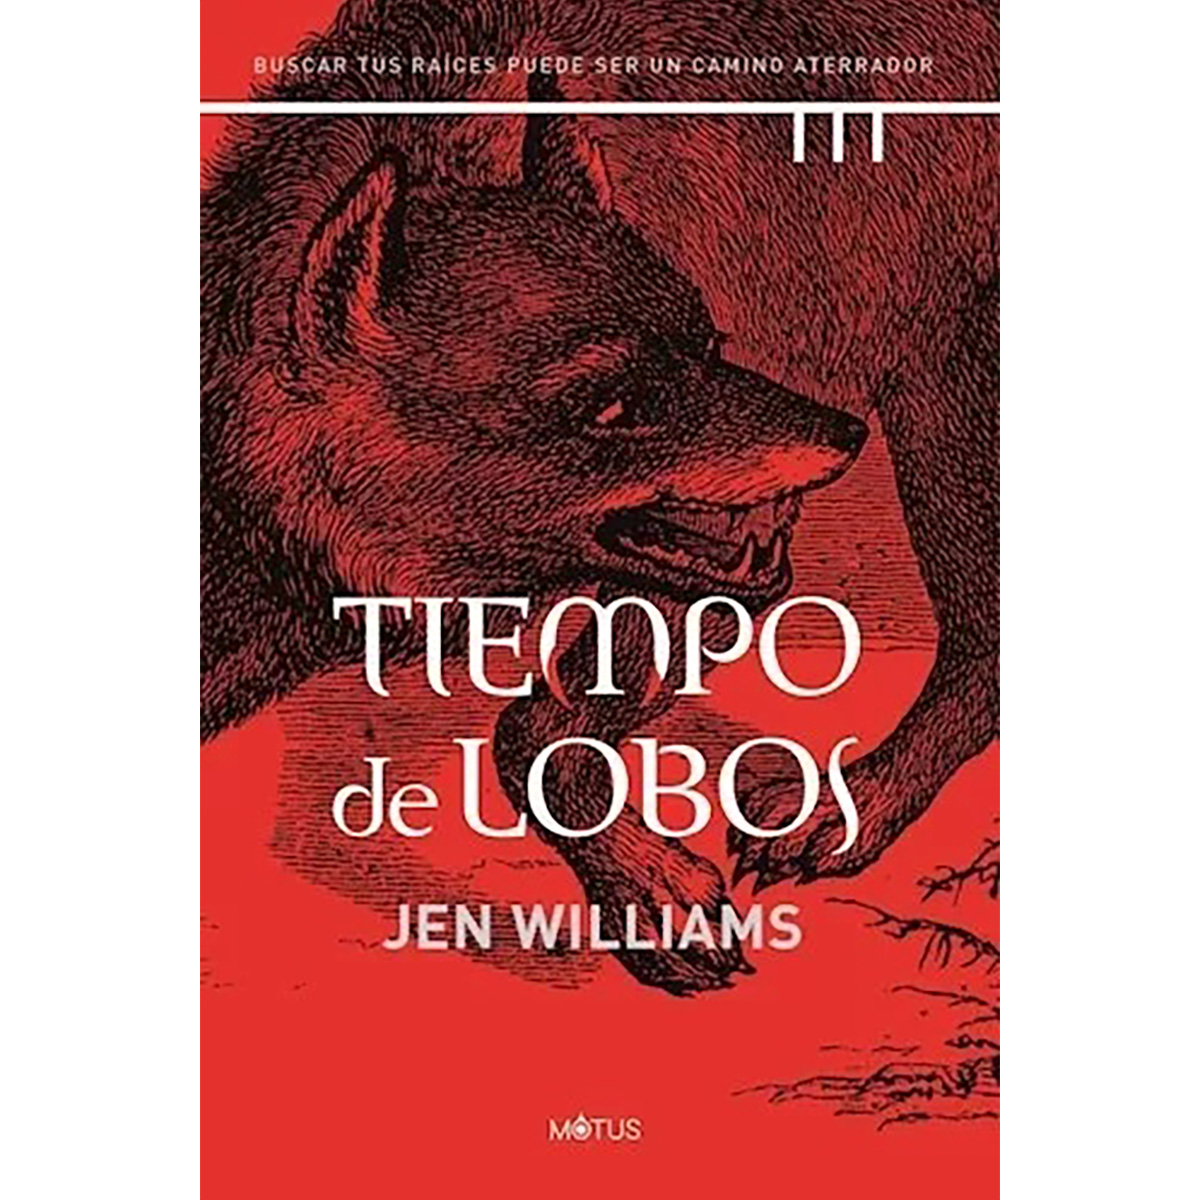 BUSCAR TUS RAÍCES PUEDE SER UN CAMINO ATERRADOR
TIEMPO
de LOBOS
JEN WILLIAMS
MOTUS